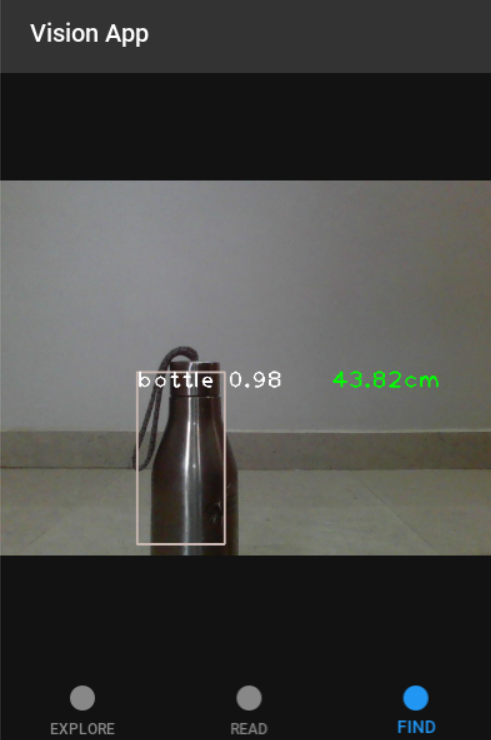 Vision App
bottle 0.98 43.82cm
EXPLORE READ FIND